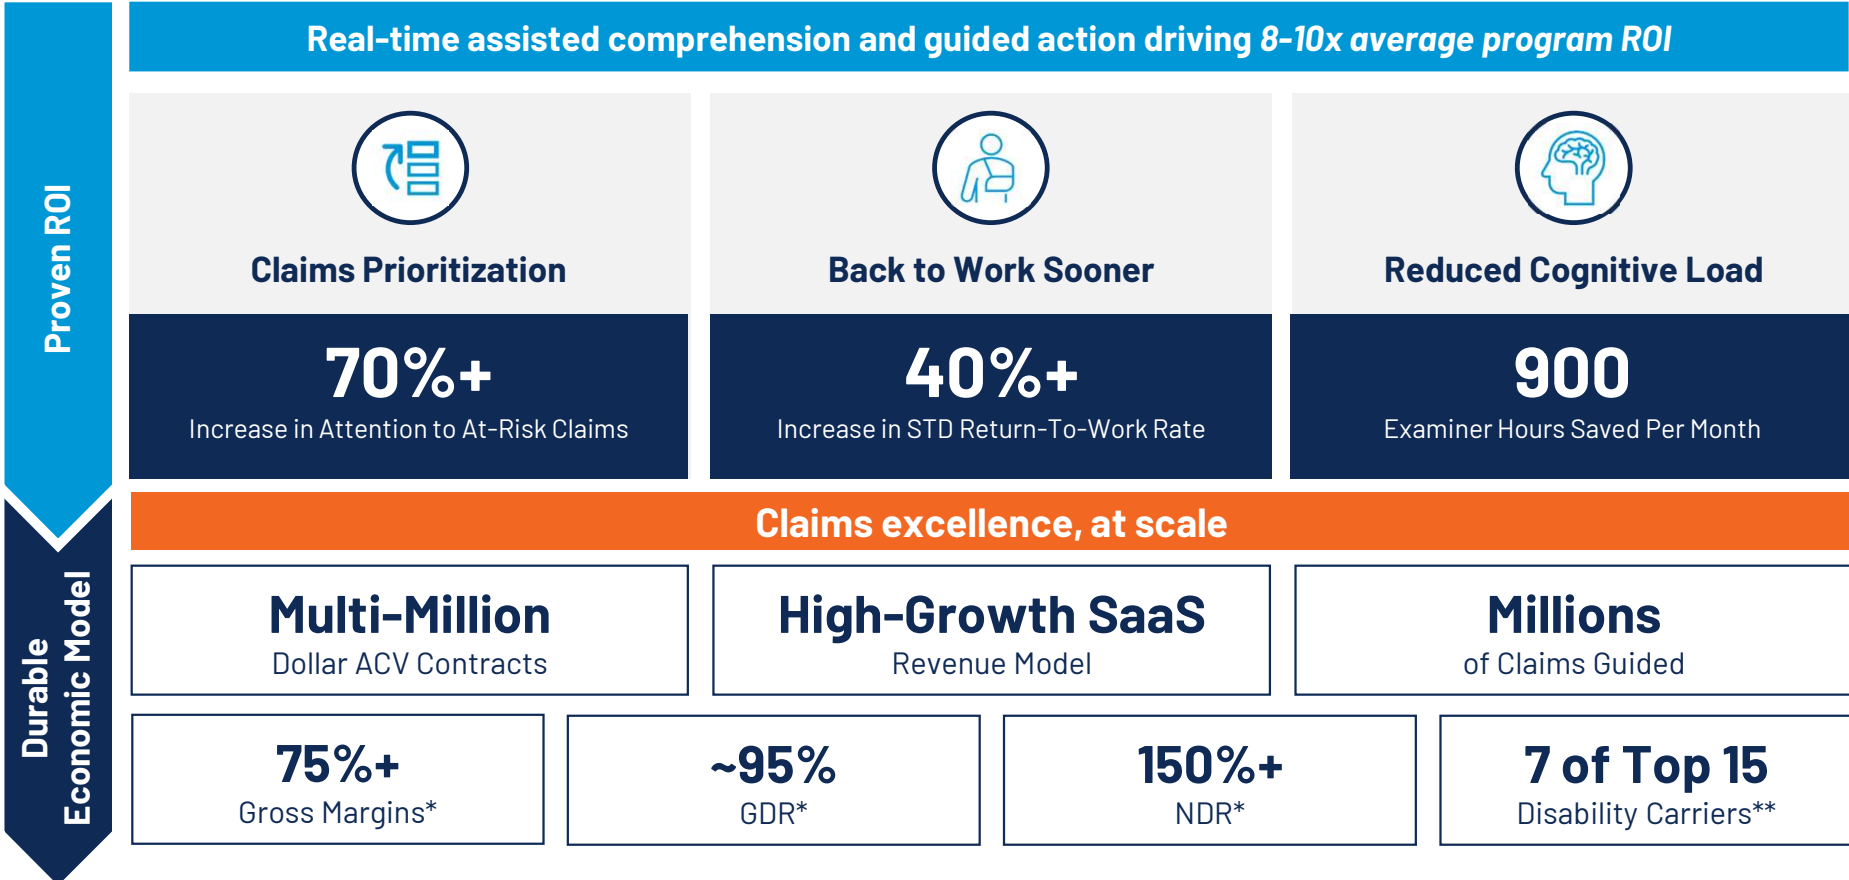 Real-time assisted comprehension and guided action driving 8-10x average program ROI
Proven ROI
Claims Prioritization
Back to Work Sooner
Reduced Cognitive Load
70%+
Increase in Attention to At-Risk Claims
40%+
Increase in STD Return-To-Work Rate
900
Examiner Hours Saved Per Month
Claims excellence, at scale
Durable
Economic Model
Multi-Million
Dollar ACV Contracts
High-Growth SaaS
Revenue Model
Millions
of Claims Guided
75%+
Gross Margins*
~95%
GDR*
150%+
NDR*
7 of Top 15
Disability Carriers**